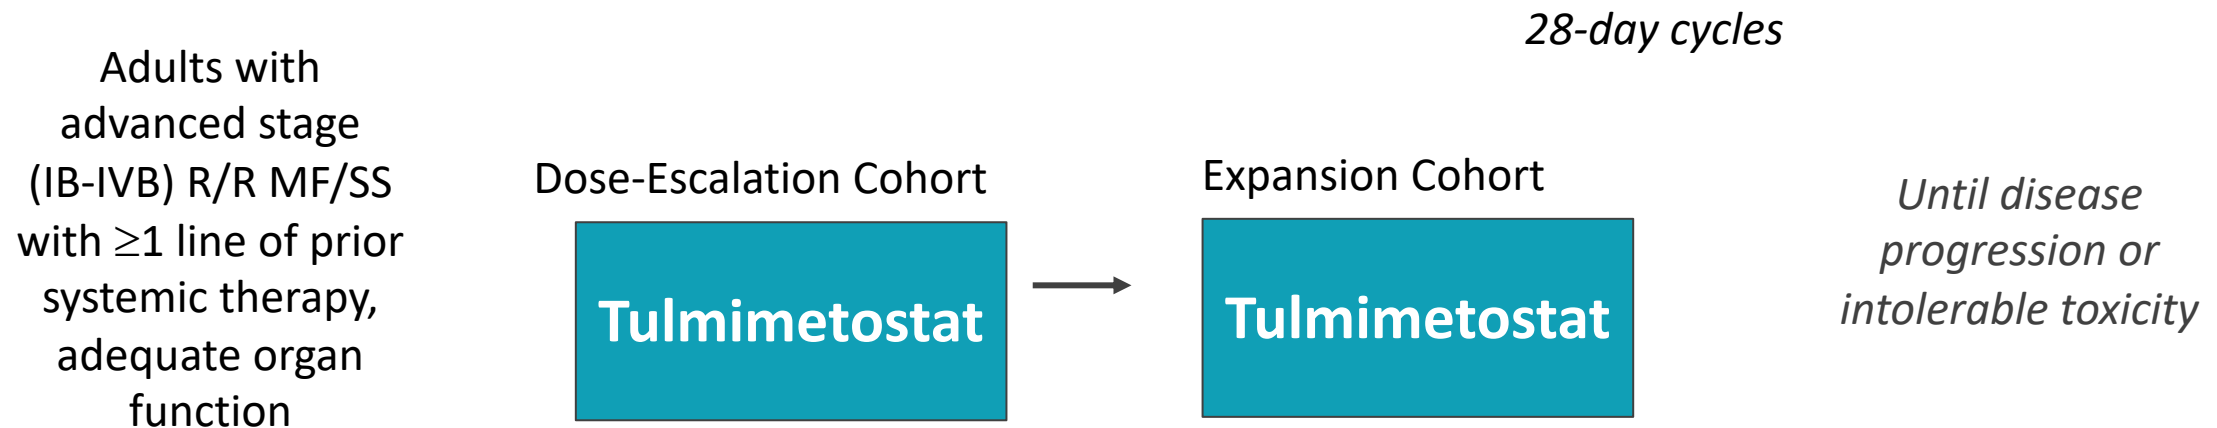 28-day cycles
Adults with
advanced stage
(IB-IVB) R/R MF/SS
with ≥1 line of prior
systemic therapy,
adequate organ
function
Dose-Escalation Cohort
Tulmimetostat
Expansion Cohort
Tulmimetostat
Until disease
progression or
intolerable toxicity